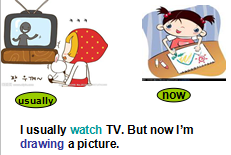 usually
now
I usually watch TV. But now I'm
drawing a picture.